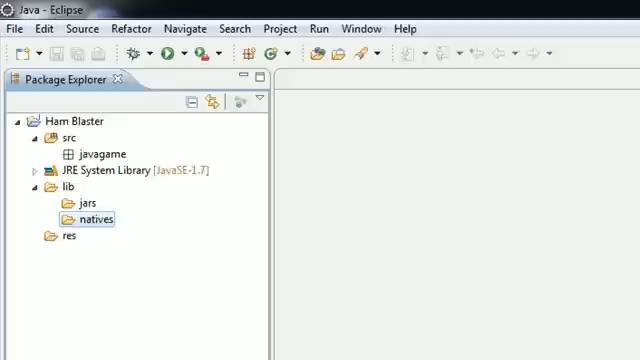 Java - Eclipse
File Edit Source Refactor Navigate Search Project Run Window Help
Package Explorer
Ham Blaster
src
javagame
JRE System Library [JavaSE-1.7]
lib
jars
natives
res